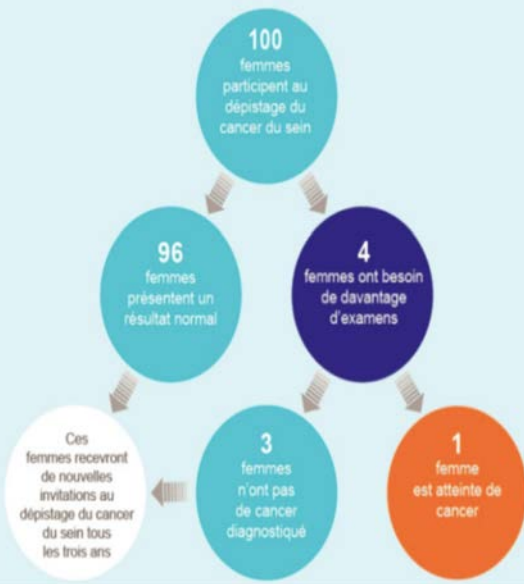 100
femmes
participent au
dépistage du
cancer du sein
96
femmes
présentent un
résultat normal
4
femmes ont besoin
de davantage
d'examens
Ces
femmes recevront
de nouvelles
invitations au
dépistage du cancer
du sein tous
les trois ans
3
femmes
n'ont pas
de cancer
diagnostiqué
1
femme
est atteinte de
cancer